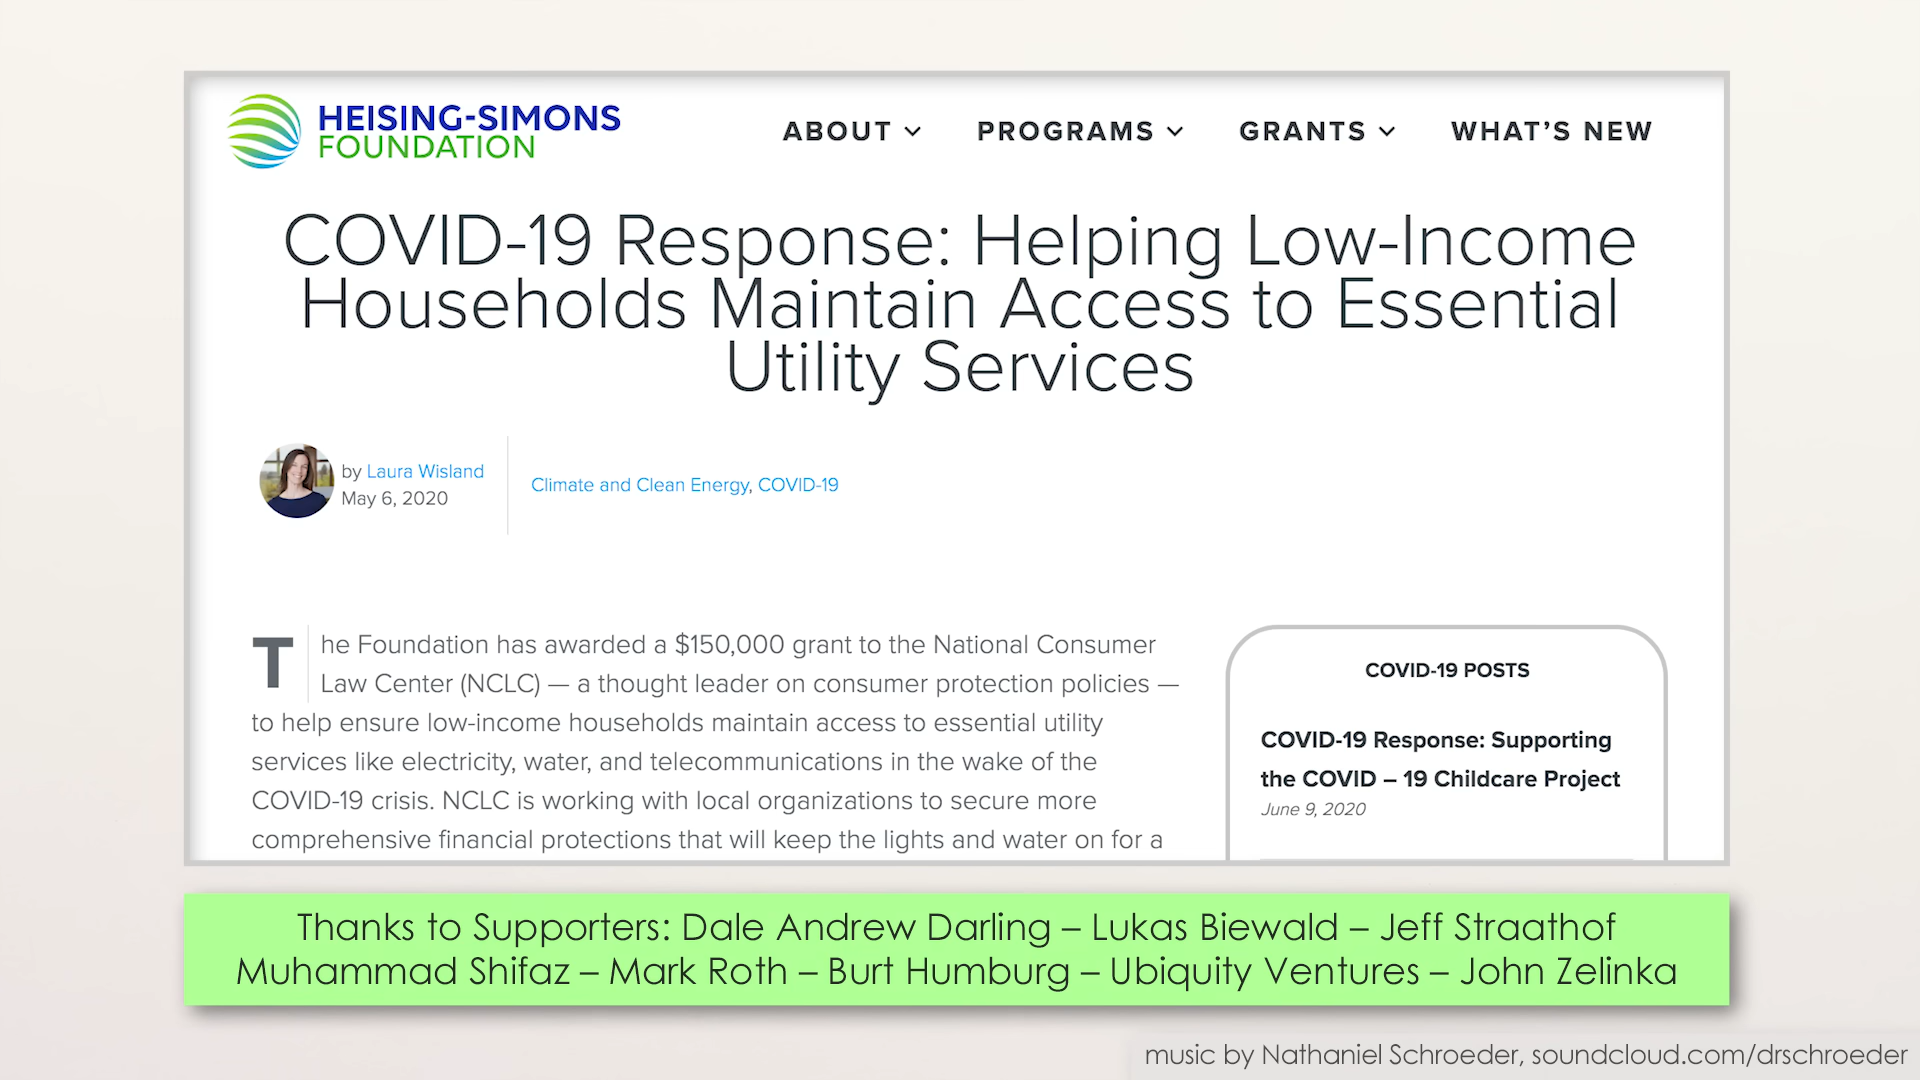 HEISING-SIMONS
FOUNDATION
ABOUT
PROGRAMS
GRANTS
WHAT'S NEW
COVID-19 Response: Helping Low-Income
Households Maintain Access to Essential
Utility Services
by Laura Wisland
May 6, 2020
Climate and Clean Energy, COVID-19
The Foundation has awarded a $150,000 grant to the National Consumer
Law Center (NCLC) — a thought leader on consumer protection policies —
to help ensure low-income households maintain access to essential utility
services like electricity, water, and telecommunications in the wake of the
COVID-19 crisis. NCLC is working with local organizations to secure more
comprehensive financial protections that will keep the lights and water on for a
COVID-19 POSTS
COVID-19 Response: Supporting
the COVID – 19 Childcare Project
June 9, 2020
Thanks to Supporters: Dale Andrew Darling – Lukas Biewald – Jeff Straathof
Muhammad Shifaz – Mark Roth – Burt Humburg – Ubiquity Ventures – John Zelinka
music by Nathaniel Schroeder, soundcloud.com/drschroeder